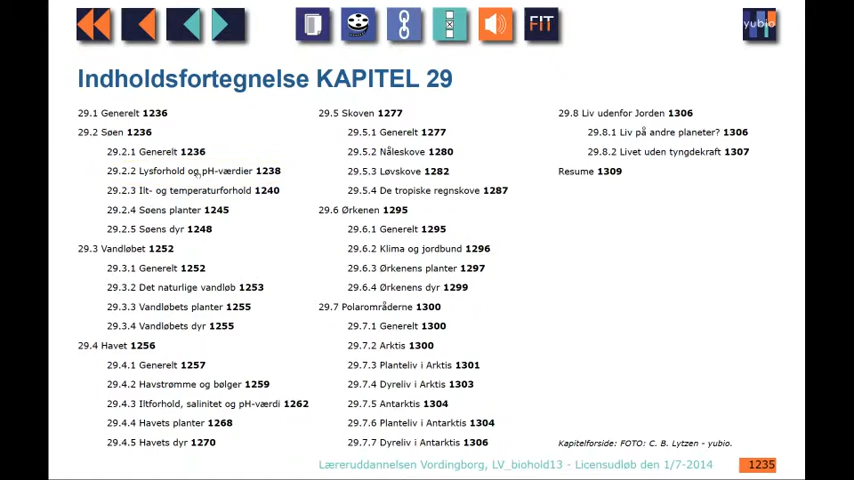 FIT
yubio
Indholdsfortegnelse KAPITEL 29
29.1 Generelt 1236
29.2 Søen 1236
29.2.1 Generelt 1236
29.2.2 Lysforhold og pH-værdier 1238
29.2.3 Ilt- og temperaturforhold 1240
29.2.4 Søens planter 1245
29.2.5 Søens dyr 1248
29.3 Vandløbet 1252
29.3.1 Generelt 1252
29.3.2 Det naturlige vandløb 1253
29.3.3 Vandløbets planter 1255
29.3.4 Vandløbets dyr 1255
29.4 Havet 1256
29.4.1 Generelt 1257
29.4.2 Havstrømme og bølger 1259
29.4.3 Iltforhold, salinitet og pH-værdi 1262
29.4.4 Havets planter 1268
29.4.5 Havets dyr 1270
29.5 Skoven 1277
29.5.1 Generelt 1277
29.5.2 Nåleskove 1280
29.5.3 Løvskove 1282
29.5.4 De tropiske regnskove 1287
29.6 Ørkenen 1295
29.6.1 Generelt 1295
29.6.2 Klima og jordbund 1296
29.6.3 Ørkenens planter 1297
29.6.4 Ørkenens dyr 1299
29.7 Polarområderne 1300
29.7.1 Generelt 1300
29.7.2 Arktis 1300
29.7.3 Planteliv i Arktis 1301
29.7.4 Dyreliv i Arktis 1303
29.7.5 Antarktis 1304
29.7.6 Planteliv i Antarktis 1304
29.7.7 Dyreliv i Antarktis 1306
29.8 Liv udenfor Jorden 1306
29.8.1 Liv på andre planeter? 1306
29.8.2 Livet uden tyngdekraft 1307
Resume 1309
Kapitelforside: FOTO: C. B. Lytzen - yubio.
Læreruddannelsen Vordingborg, LV_biohold13 - Licensudløb den 1/7-2014
1235